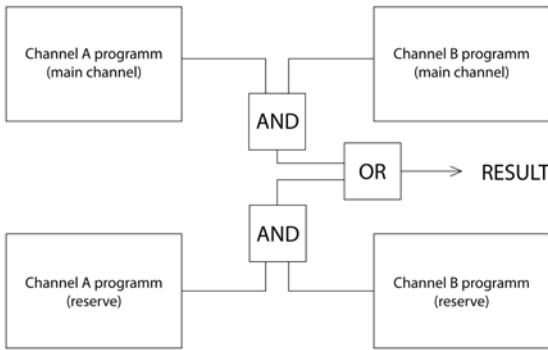 Channel A programm
(main channel)
Channel B programm
(main channel)
AND
OR
RESULT
AND
Channel A programm
(reserve)
Channel B programm
(reserve)